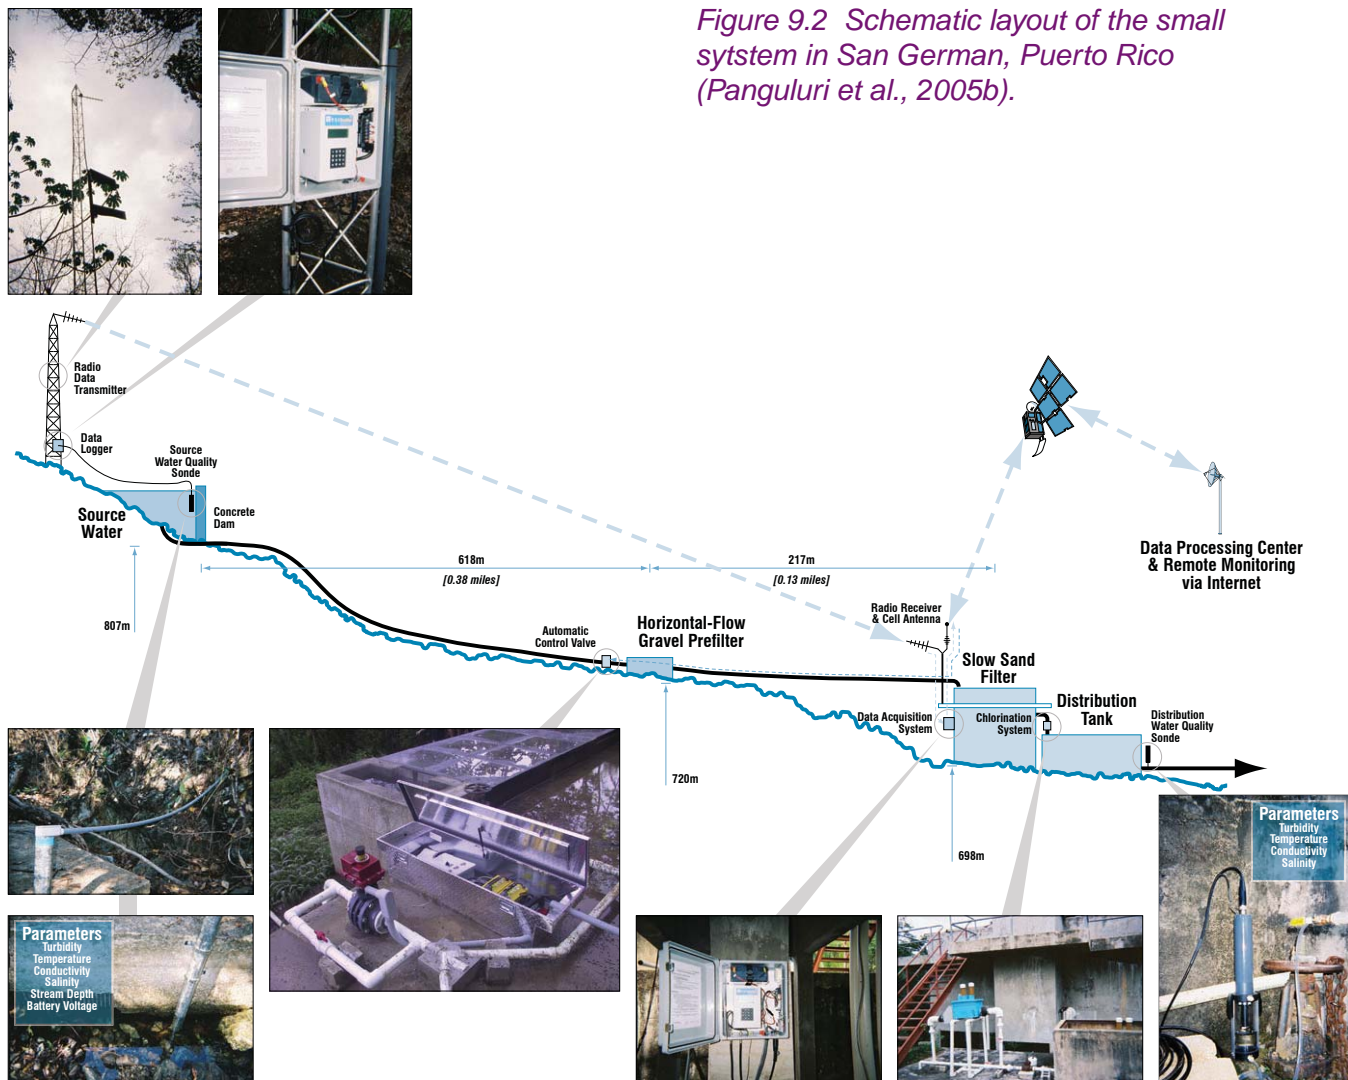 Figure 9.2 Schematic layout of the small
sytstem in San German, Puerto Rico
(Panguluri et al., 2005b).
Radio
Data
Transmitter
Data
Logger
Source
Water Quality
Sonde
Source
Water
Concrete
Dam
807m
618m
[0.38 miles]
217m
[0.13 miles]
Data Processing Center
& Remote Monitoring
via Internet
Radio Receiver
& Cell Antenna
Automatic
Control Valve
Horizontal-Flow
Gravel Prefilter
Slow Sand
Filter
Data Acquisition
System
Chlorination
System
Distribution
Tank
Distribution
Water Quality
Sonde
720m
698m
Parameters
Turbidity
Temperature
Conductivity
Salinity
Parameters
Turbidity
Temperature
Conductivity
Salinity
Stream Depth
Battery Voltage